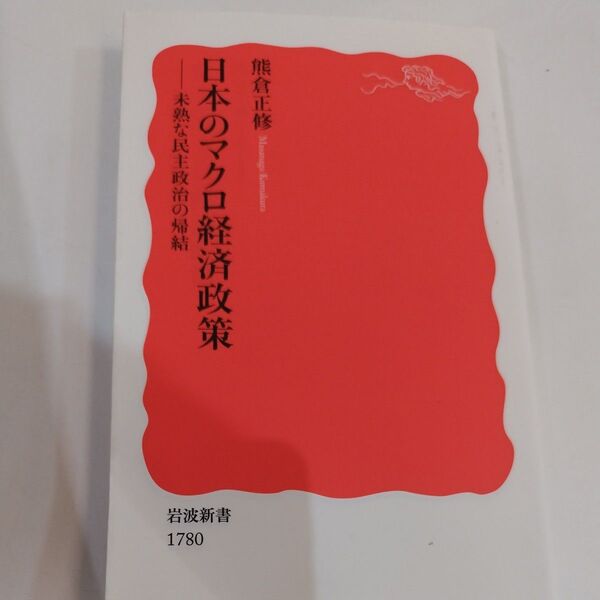 熊倉正修
Masanaga Kumakura
日本のマクロ経済政策
──未熟な民主政治の帰結
岩波新書
1780